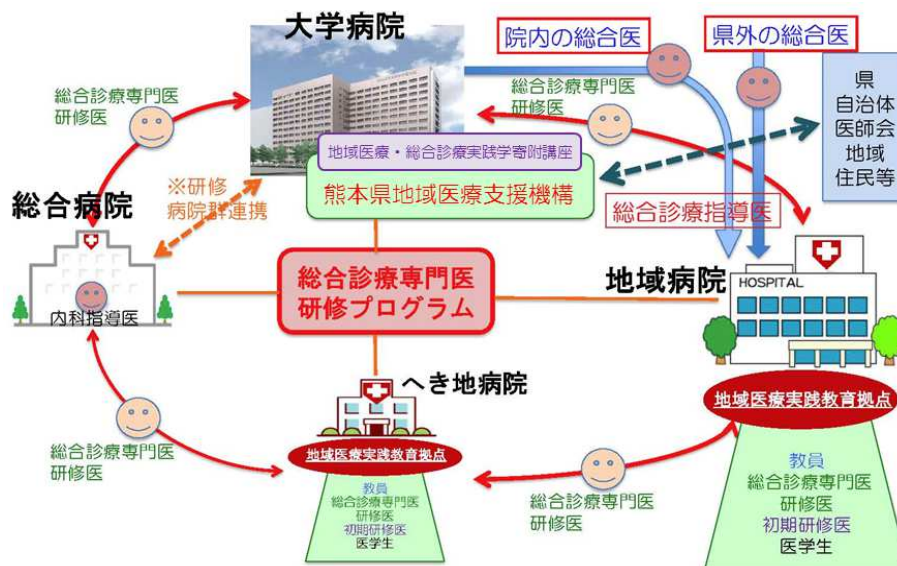 大学病院
院内の総合医
県外の総合医
総合診療専門医
研修医
総合診療専門医
研修医
県
自治体
医師会
地域
住民等
地域医療・総合診療実践学寄附講座
熊本県地域医療支援機構
総合診療指導医
総合病院
※研修
病院群連携
内科指導医
総合診療専門医
研修プログラム
地域病院
HOSPITAL
へき地病院
地域医療実践教育拠点
教員
総合診療専門医
研修医
初期研修医
医学生
地域医療実践教育拠点
教員
総合診療専門医
研修医
初期研修医
医学生
総合診療専門医
研修医
総合診療専門医
研修医